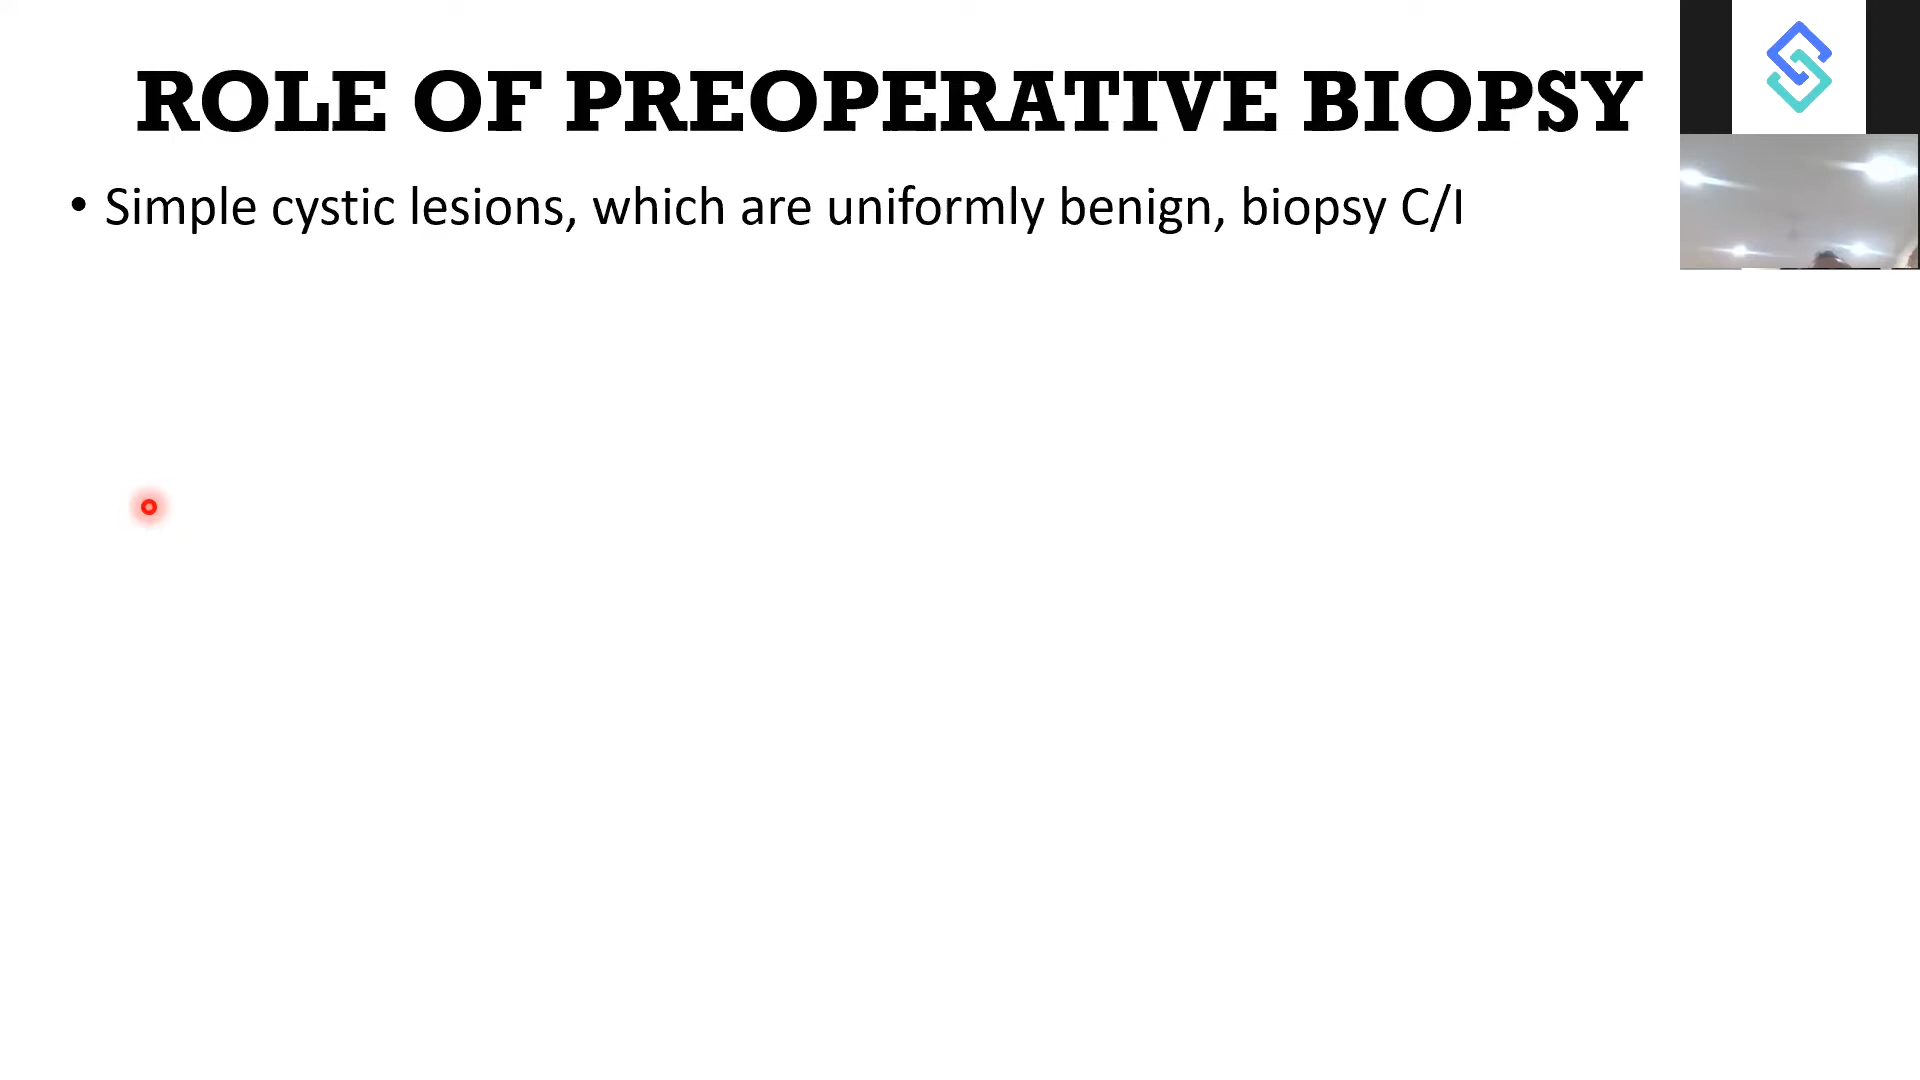 ROLE OF PREOPERATIVE BIOPSY
• Simple cystic lesions, which are uniformly benign, biopsy C/I